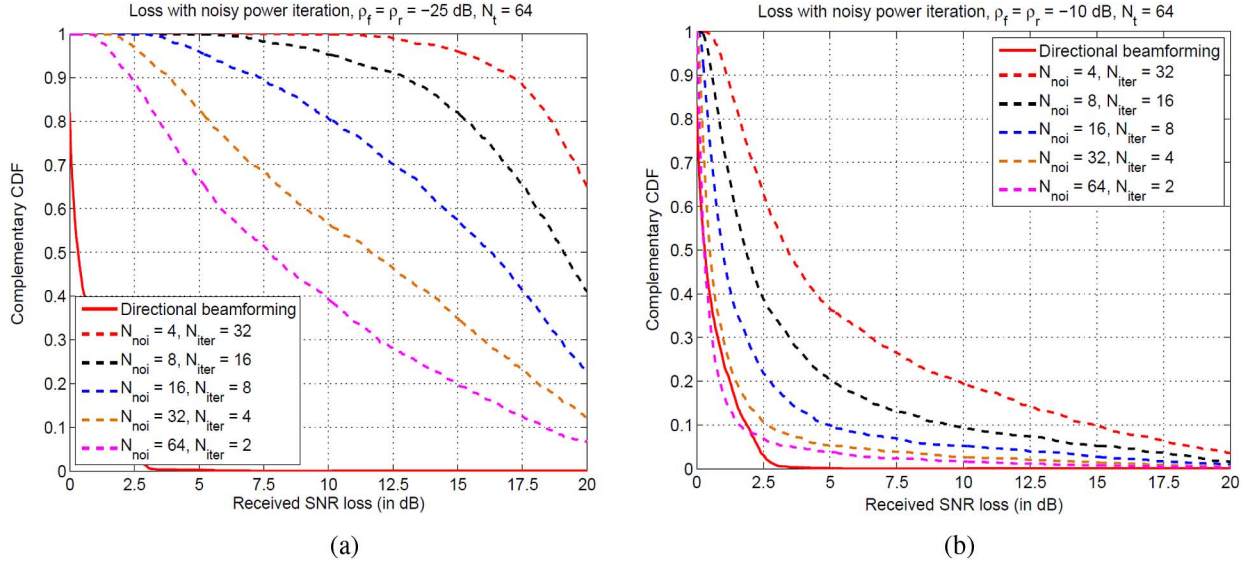 Loss with noisy power iteration, ρf = ρr = −25 dB, Nt = 64
Complementary CDF
1
0.9
0.8
0.7
0.6
0.5
0.4
0.3
0.2
0.1
0
Directional beamforming
Nnoi = 4, Niter = 32
Nnoi = 8, Niter = 16
Nnoi = 16, Niter = 8
Nnoi = 32, Niter = 4
Nnoi = 64, Niter = 2
0 2.5 5 7.5 10 12.5 15 17.5 20
Received SNR loss (in dB)
(a)
Loss with noisy power iteration, ρf = ρr = −10 dB, Nt = 64
Complementary CDF
1
0.9
0.8
0.7
0.6
0.5
0.4
0.3
0.2
0.1
0
Directional beamforming
Nnoi = 4, Niter = 32
Nnoi = 8, Niter = 16
Nnoi = 16, Niter = 8
Nnoi = 32, Niter = 4
Nnoi = 64, Niter = 2
0 2.5 5 7.5 10 12.5 15 17.5 20
Received SNR loss (in dB)
(b)